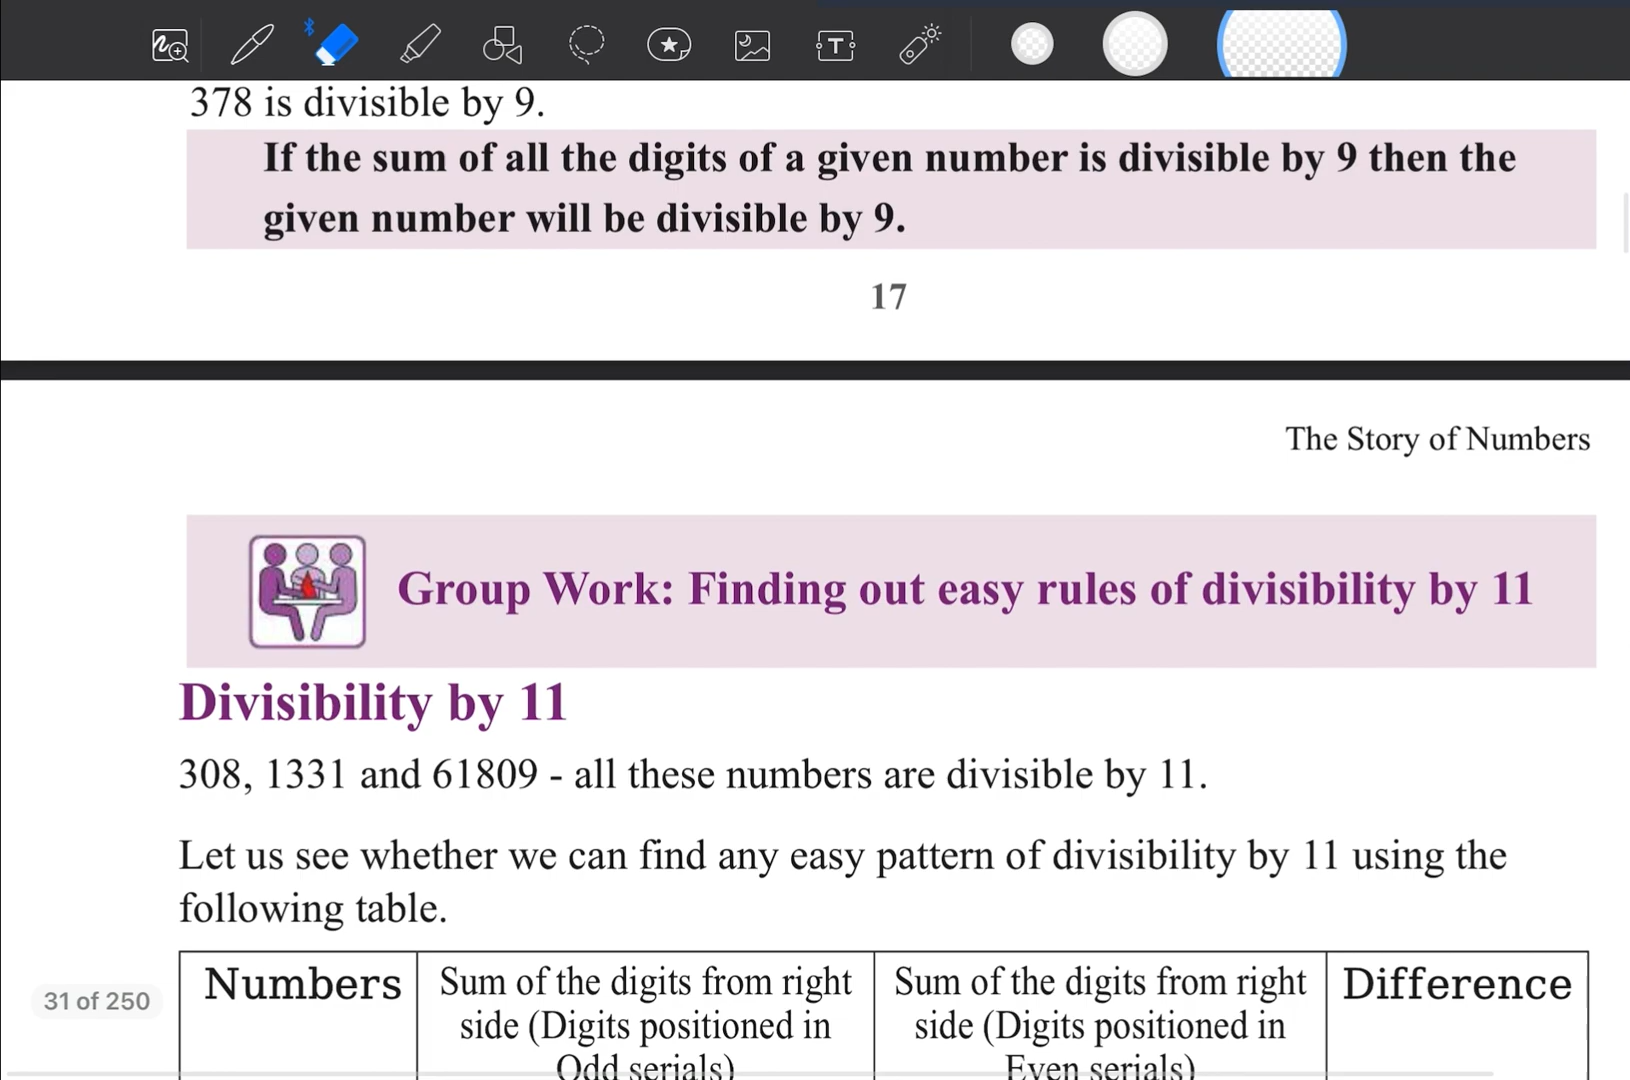 378 is divisible by 9.
If the sum of all the digits of a given number is divisible by 9 then the
given number will be divisible by 9.
17
The Story of Numbers
Group Work: Finding out easy rules of divisibility by 11
Divisibility by 11
308, 1331 and 61809 - all these numbers are divisible by 11.
Let us see whether we can find any easy pattern of divisibility by 11 using the
following table.
Numbers
Sum of the digits from right
side (Digits positioned in
Odd serials)
Sum of the digits from right
side (Digits positioned in
Even serials)
Difference
31 of 250